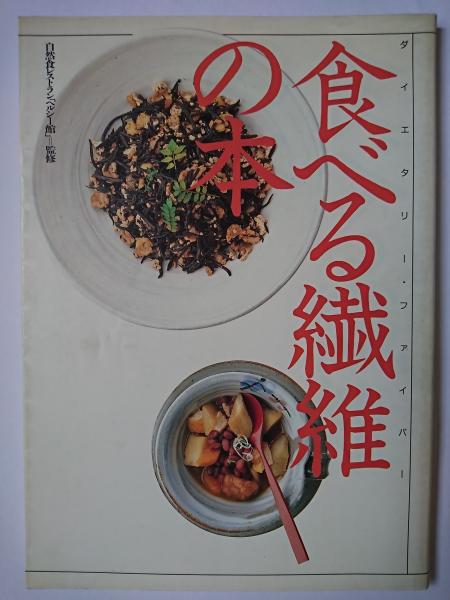 ダイエタリー・ファイバー
食べる繊維
の本
自然食レストラン「ヘルシー館」=監修